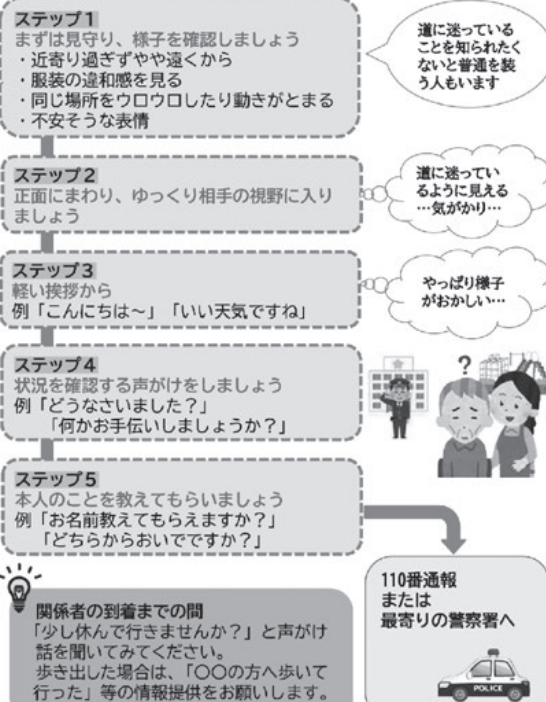 ステップ1
まずは見守り、様子を確認しましょう
・近寄り過ぎずやや遠くから
・服装の違和感を見る
・同じ場所をウロウロしたり動きがとまる
・不安そうな表情
道に迷っている
ことを知られたく
ないと普通を装
う人もいます
ステップ2
正面にまわり、ゆっくり相手の視野に入り
ましょう
道に迷ってい
るように見える
…気がかり…
ステップ3
軽い挨拶から
例「こんにちは~」「いい天気ですね」
やっぱり様子
がおかしい…
ステップ4
状況を確認する声がけをしましょう
例「どうなさいました?」
「何かお手伝いしましょうか?」
?
ステップ5
本人のことを教えてもらいましょう
例「お名前教えてもらえますか?」
「どちらからおいでですか?」
110番通報
または
最寄りの警察署へ
POLICE
関係者の到着までの間
「少し休んで行きませんか?」と声がけ
話を聞いてみてください。
歩き出した場合は、「〇〇の方へ歩いて
行った」等の情報提供をお願いします。